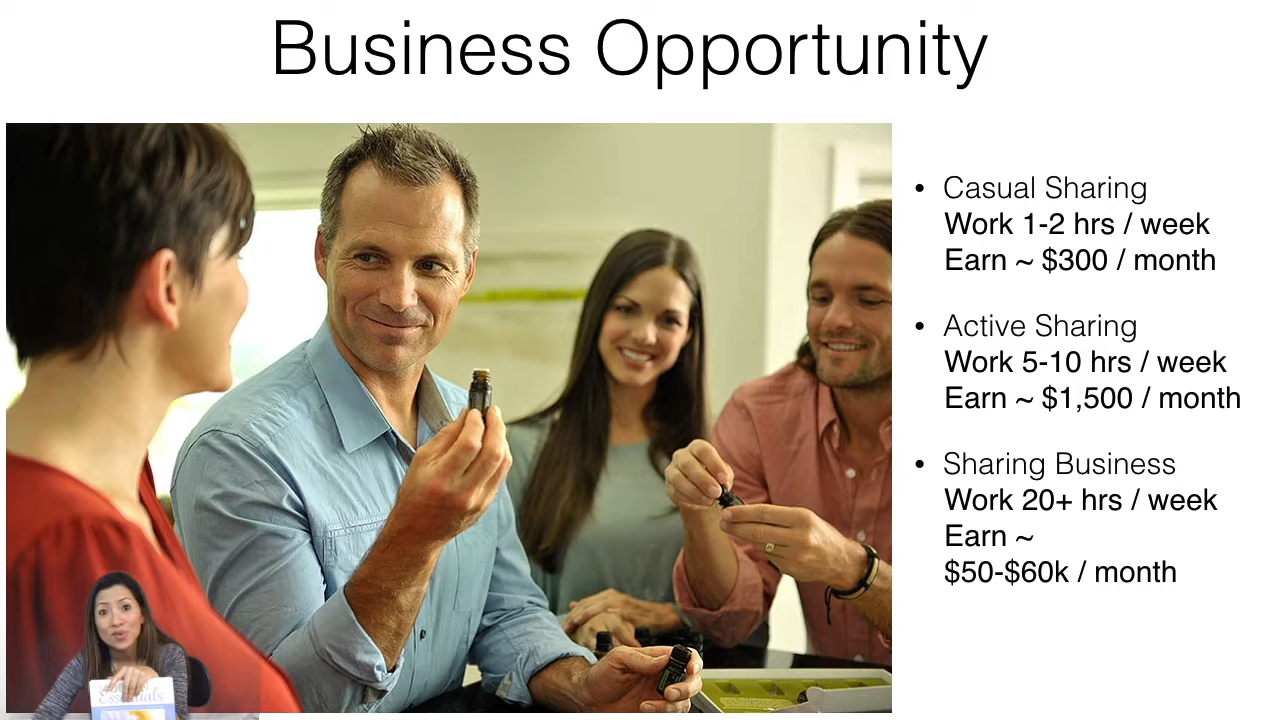 Business Opportunity
• Casual Sharing
Work 1-2 hrs / week
Earn ~ $300 / month
• Active Sharing
Work 5-10 hrs / week
Earn ~ $1,500 / month
• Sharing Business
Work 20+ hrs / week
Earn ~
$50-$60k / month
Essentials